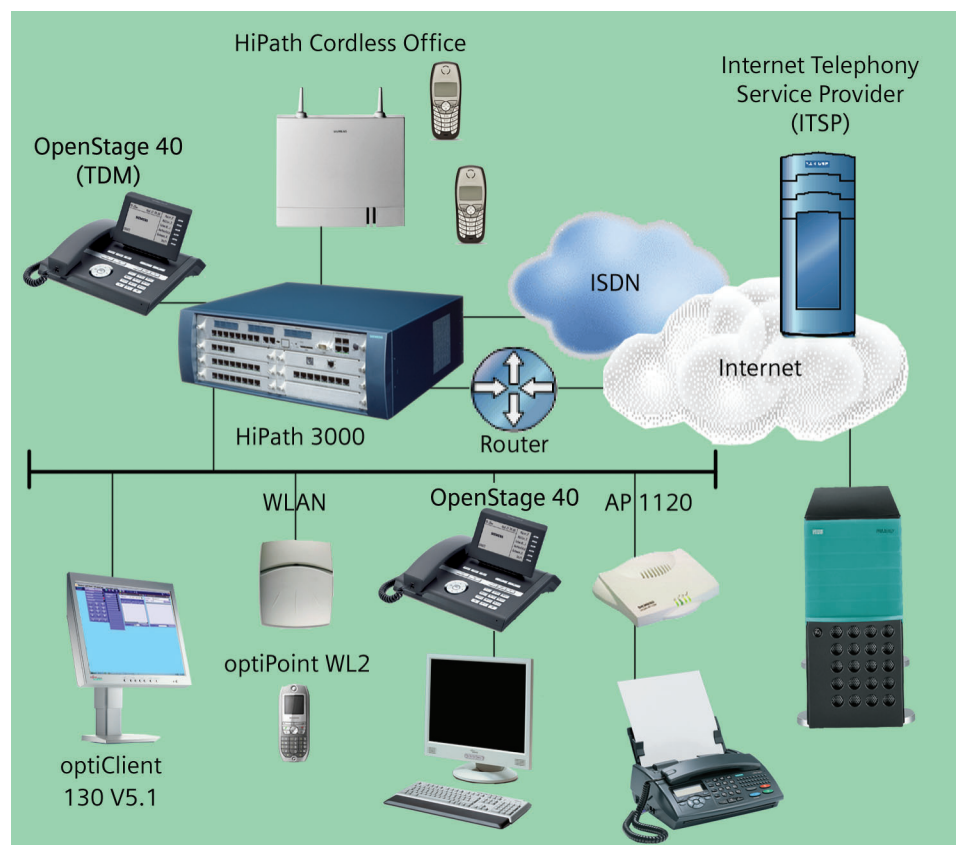 HiPath Cordless Office
Internet Telephony
Service Provider
(ITSP)
OpenStage 40
(TDM)
ISDN
Internet
HiPath 3000
Router
WLAN
OpenStage 40
AP 1120
optiPoint WL2
optiClient
130 V5.1